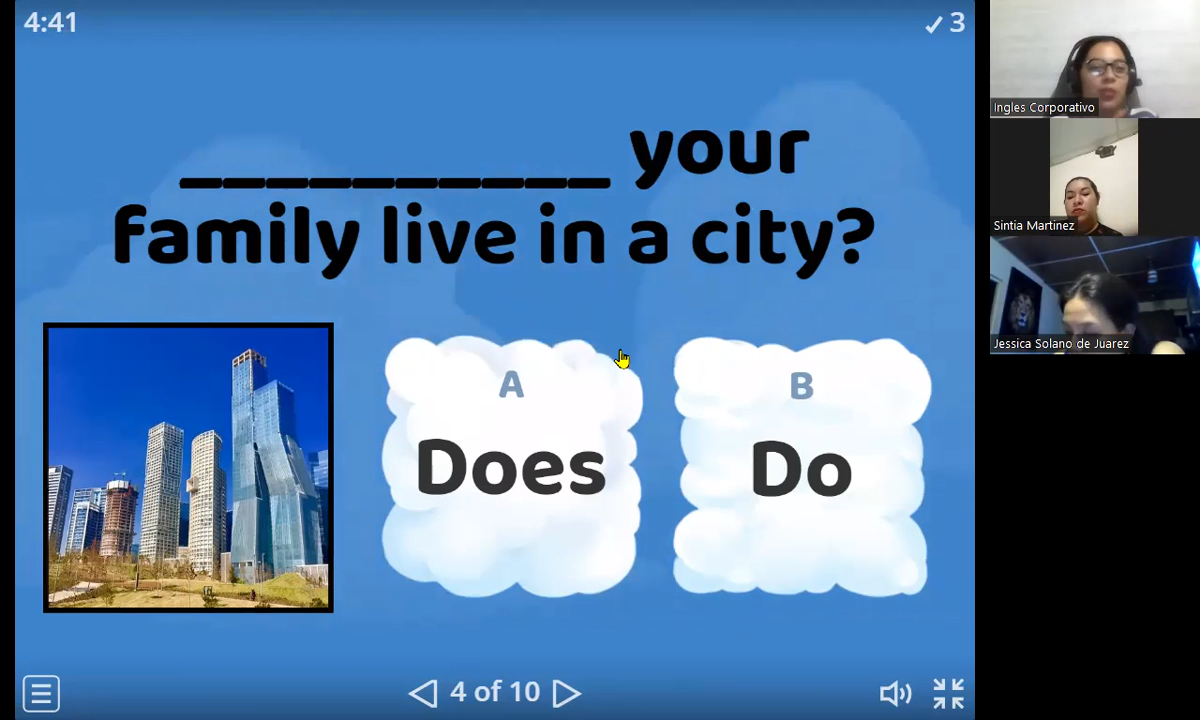 4:41
✓ 3
__________ your
family live in a city?
A
Does
B
Do
4 of 10
Ingles Corporativo
Sintia Martinez
Jessica Solano de Juarez